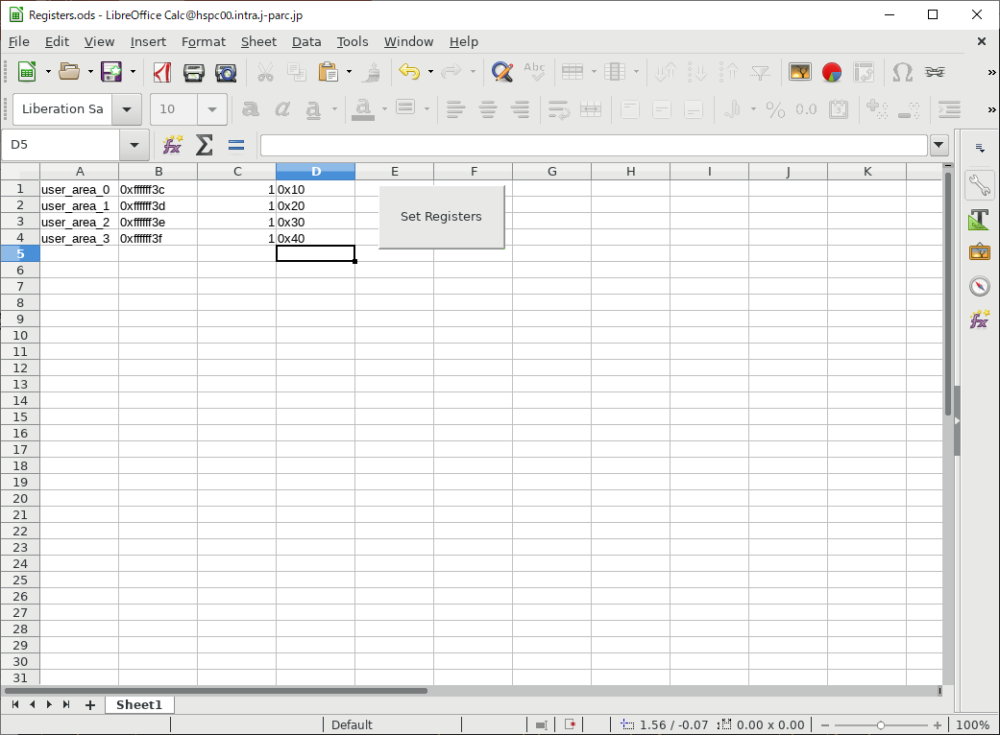 Registers.ods - LibreOffice Calc@hspc00.intra.j-parc.jp
File Edit View Insert Format Sheet Data Tools Window Help
Abc
Liberation Sa 10 a a a a % 0.0
D5 fx Σ =
A B C D E F G H I J K
1 user_area_0 0xffffff3c 1 0x10
2 user_area_1 0xffffff3d 1 0x20
3 user_area_2 0xffffff3e 1 0x30
4 user_area_3 0xffffff3f 1 0x40
Set Registers
5
6
7
8
9
10
11
12
13
14
15
16
17
18
19
20
21
22
23
24
25
26
27
28
29
30
31
Sheet1
Default 1.56 / -0.07 0.00 x 0.00 100%